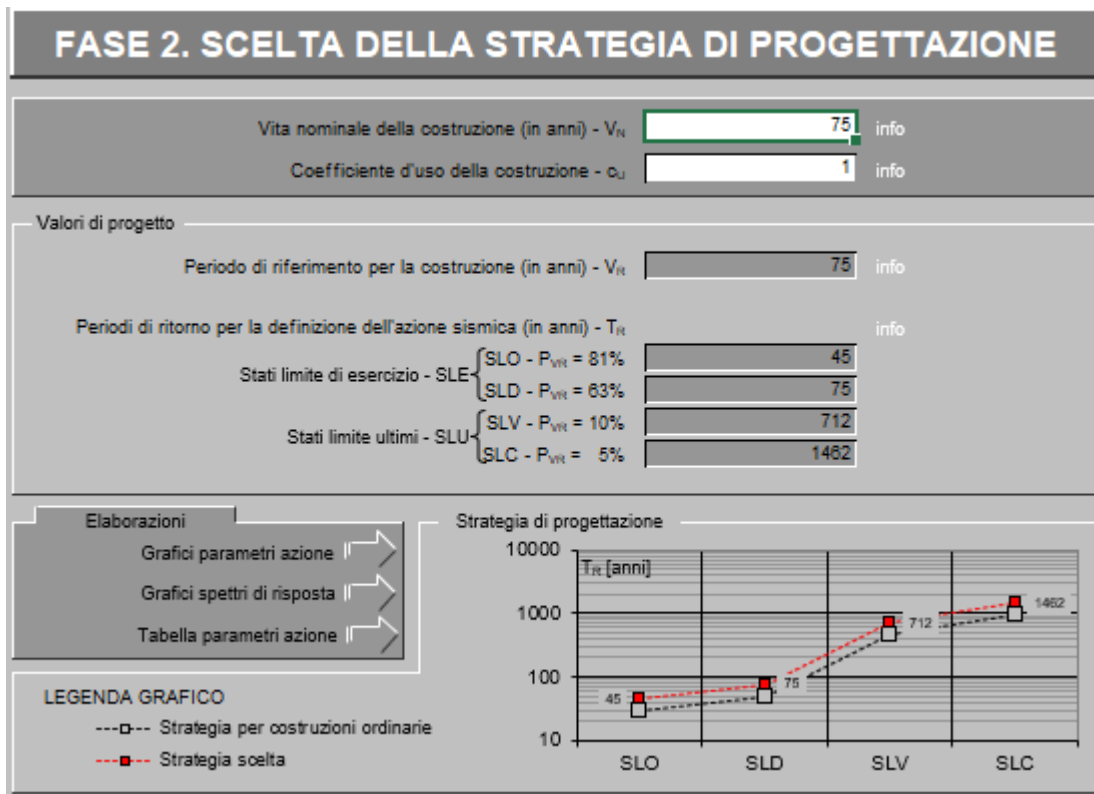 FASE 2. SCELTA DELLA STRATEGIA DI PROGETTAZIONE
Vita nominale della costruzione (in anni) - VN 75 info
Coefficiente d'uso della costruzione - cU 1 info
Valori di progetto
Periodo di riferimento per la costruzione (in anni) - VR 75 info
Periodi di ritorno per la definizione dell'azione sismica (in anni) - TR info
Stati limite di esercizio - SLE
SLO - PVR = 81% 45
SLD - PVR = 63% 75
Stati limite ultimi - SLU
SLV - PVR = 10% 712
SLC - PVR = 5% 1462
Elaborazioni
Grafici parametri azione
Grafici spettri di risposta
Tabella parametri azione
LEGENDA GRAFICO
Strategia per costruzioni ordinarie
Strategia scelta
Strategia di progettazione
TR [anni]
10000
1000
100
10
45
75
712
1462
SLO SLD SLV SLC